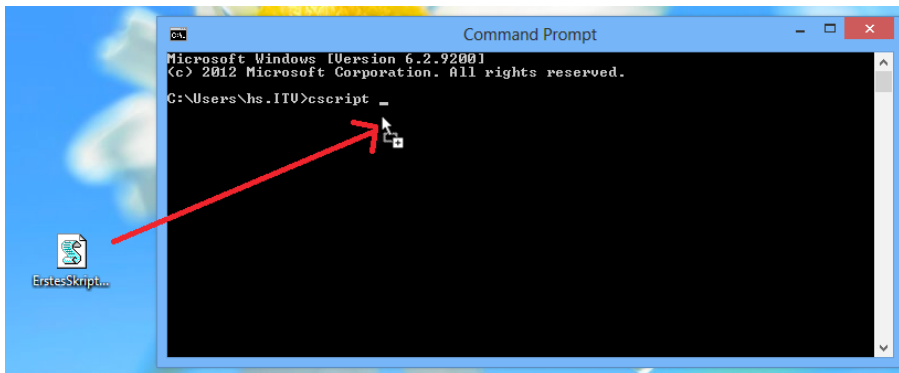 C:\.
Command Prompt
Microsoft Windows [Version 6.2.9200]
(c) 2012 Microsoft Corporation. All rights reserved.
C:\Users\hs.ITV>cscript _
ErstesSkript...